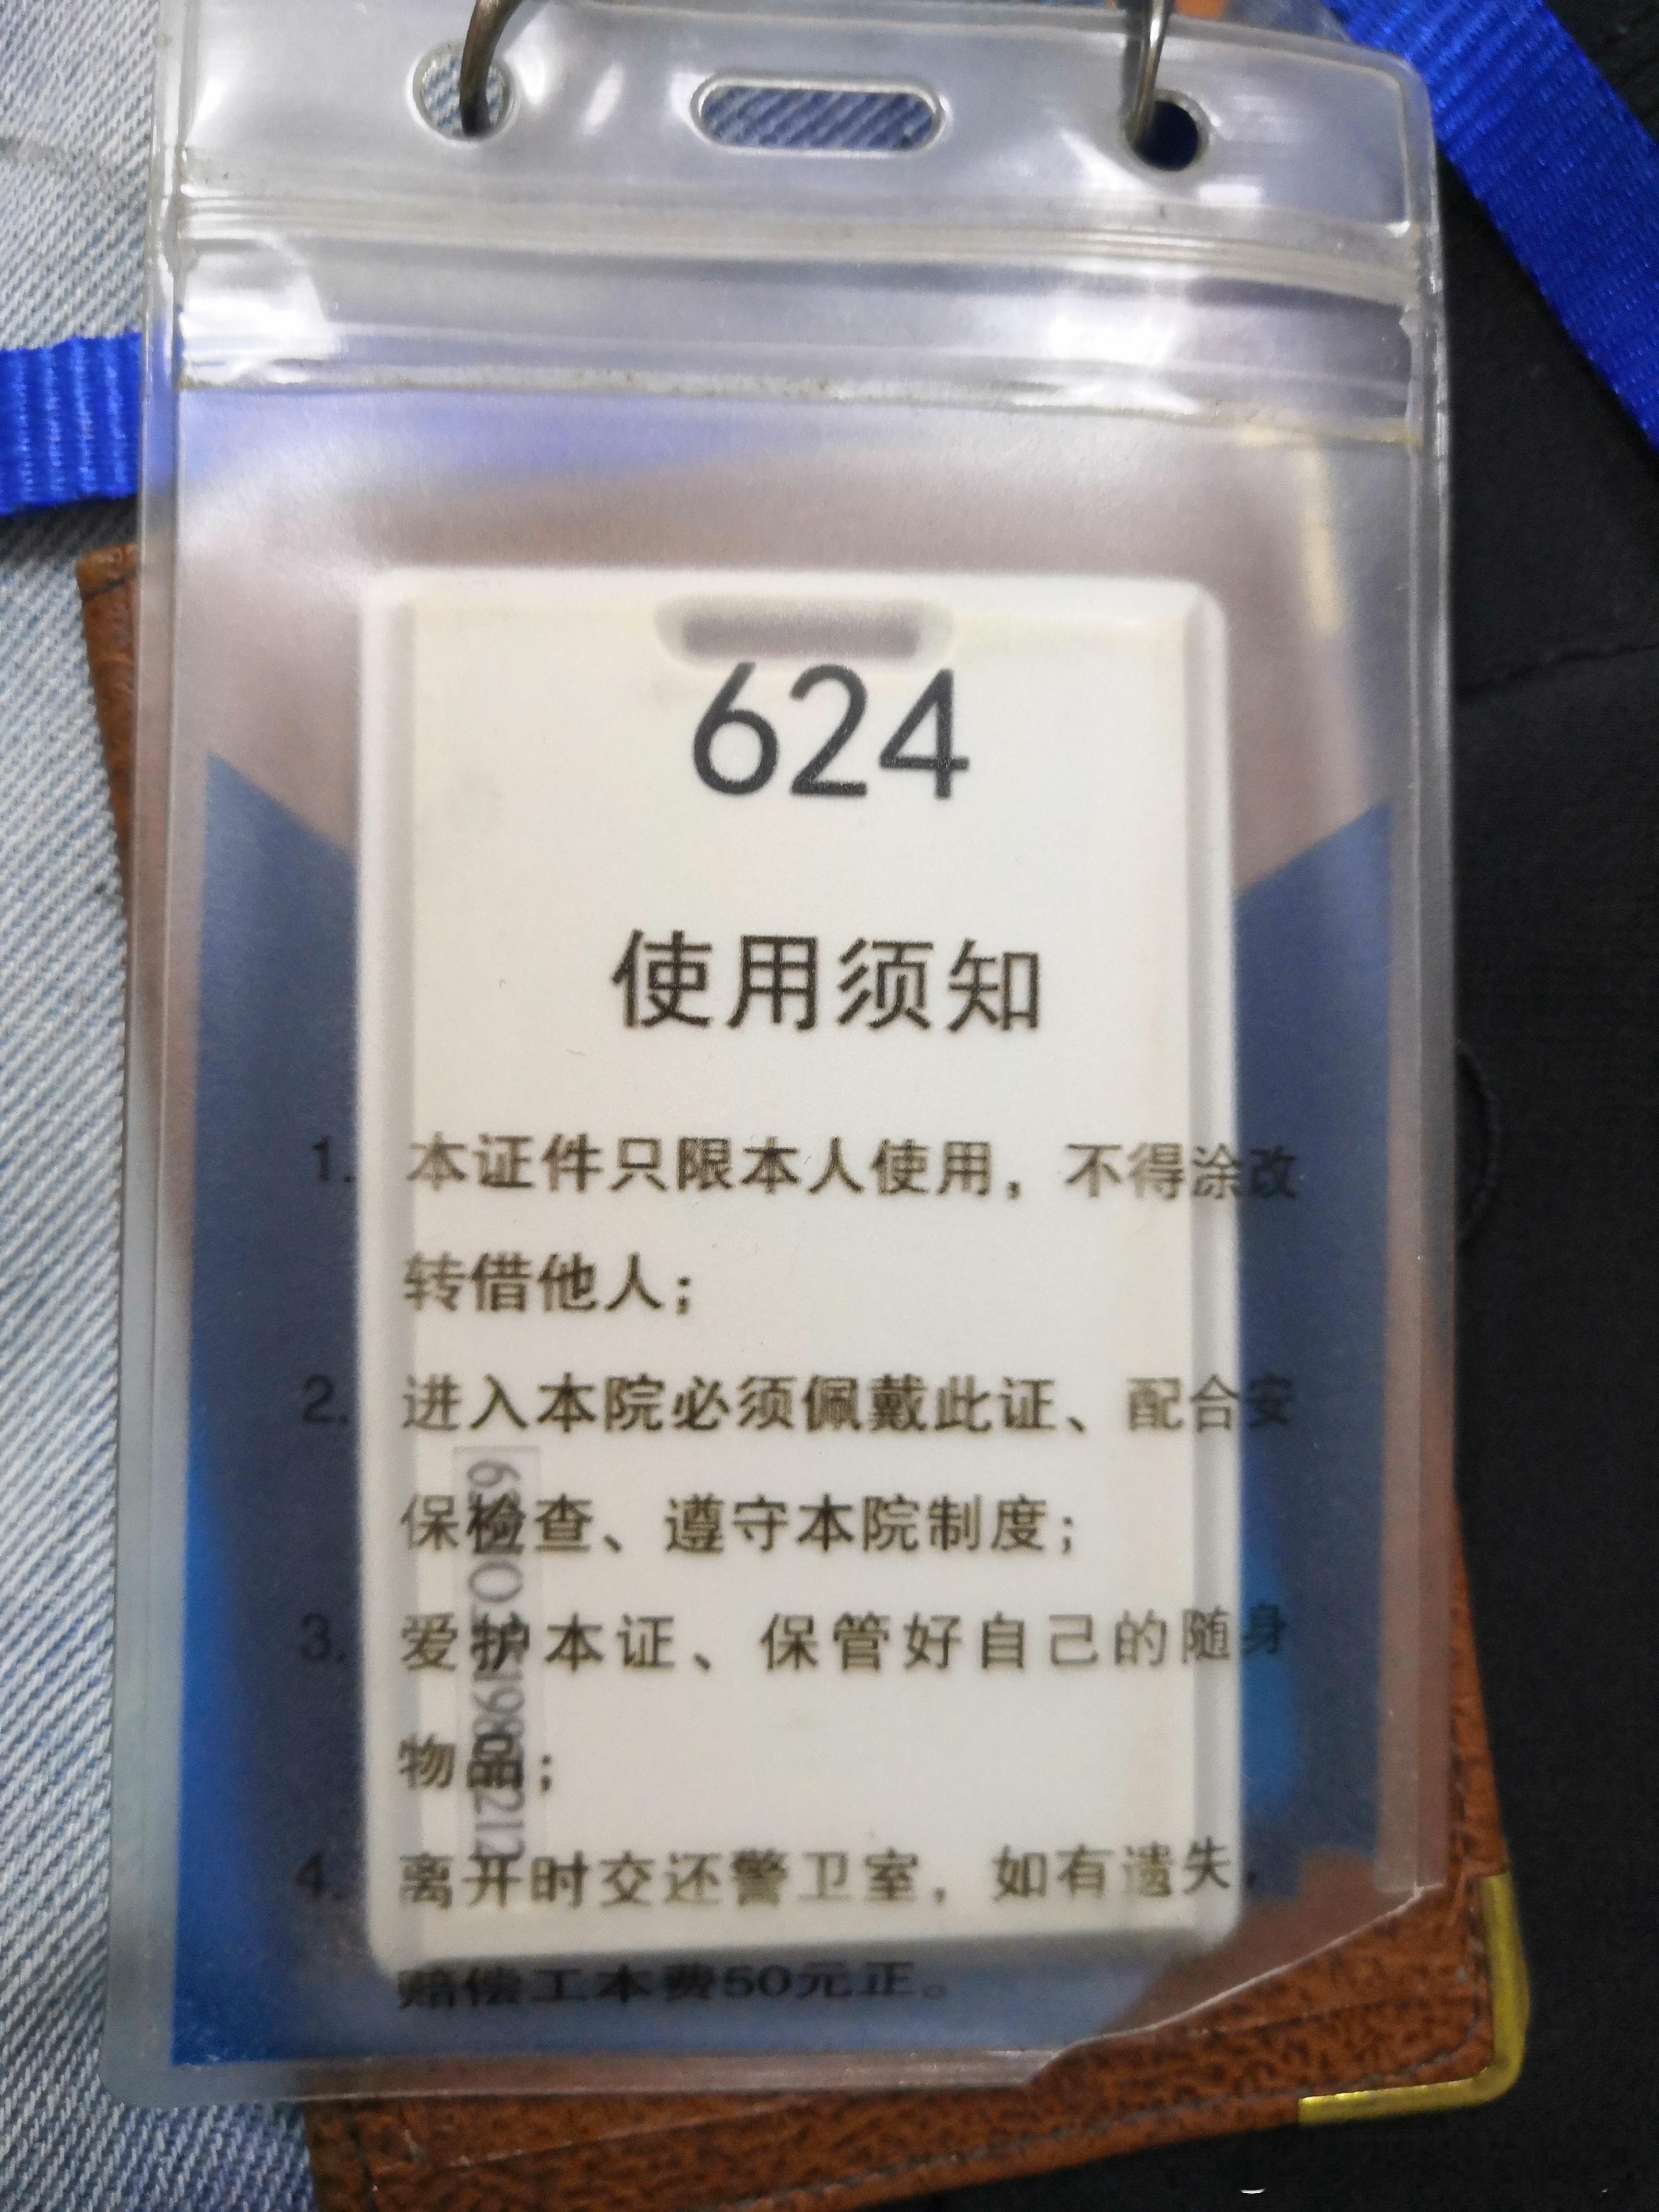 624
使用须知
1. 本证件只限本人使用，不得涂改
转借他人；
2. 进入本院必须佩戴此证、配合安
保检查、遵守本院制度；
3. 爱护本证、保管好自己的随身
物品；
4. 离开时交还警卫室，如有遗失，
赔偿工本费50元正。